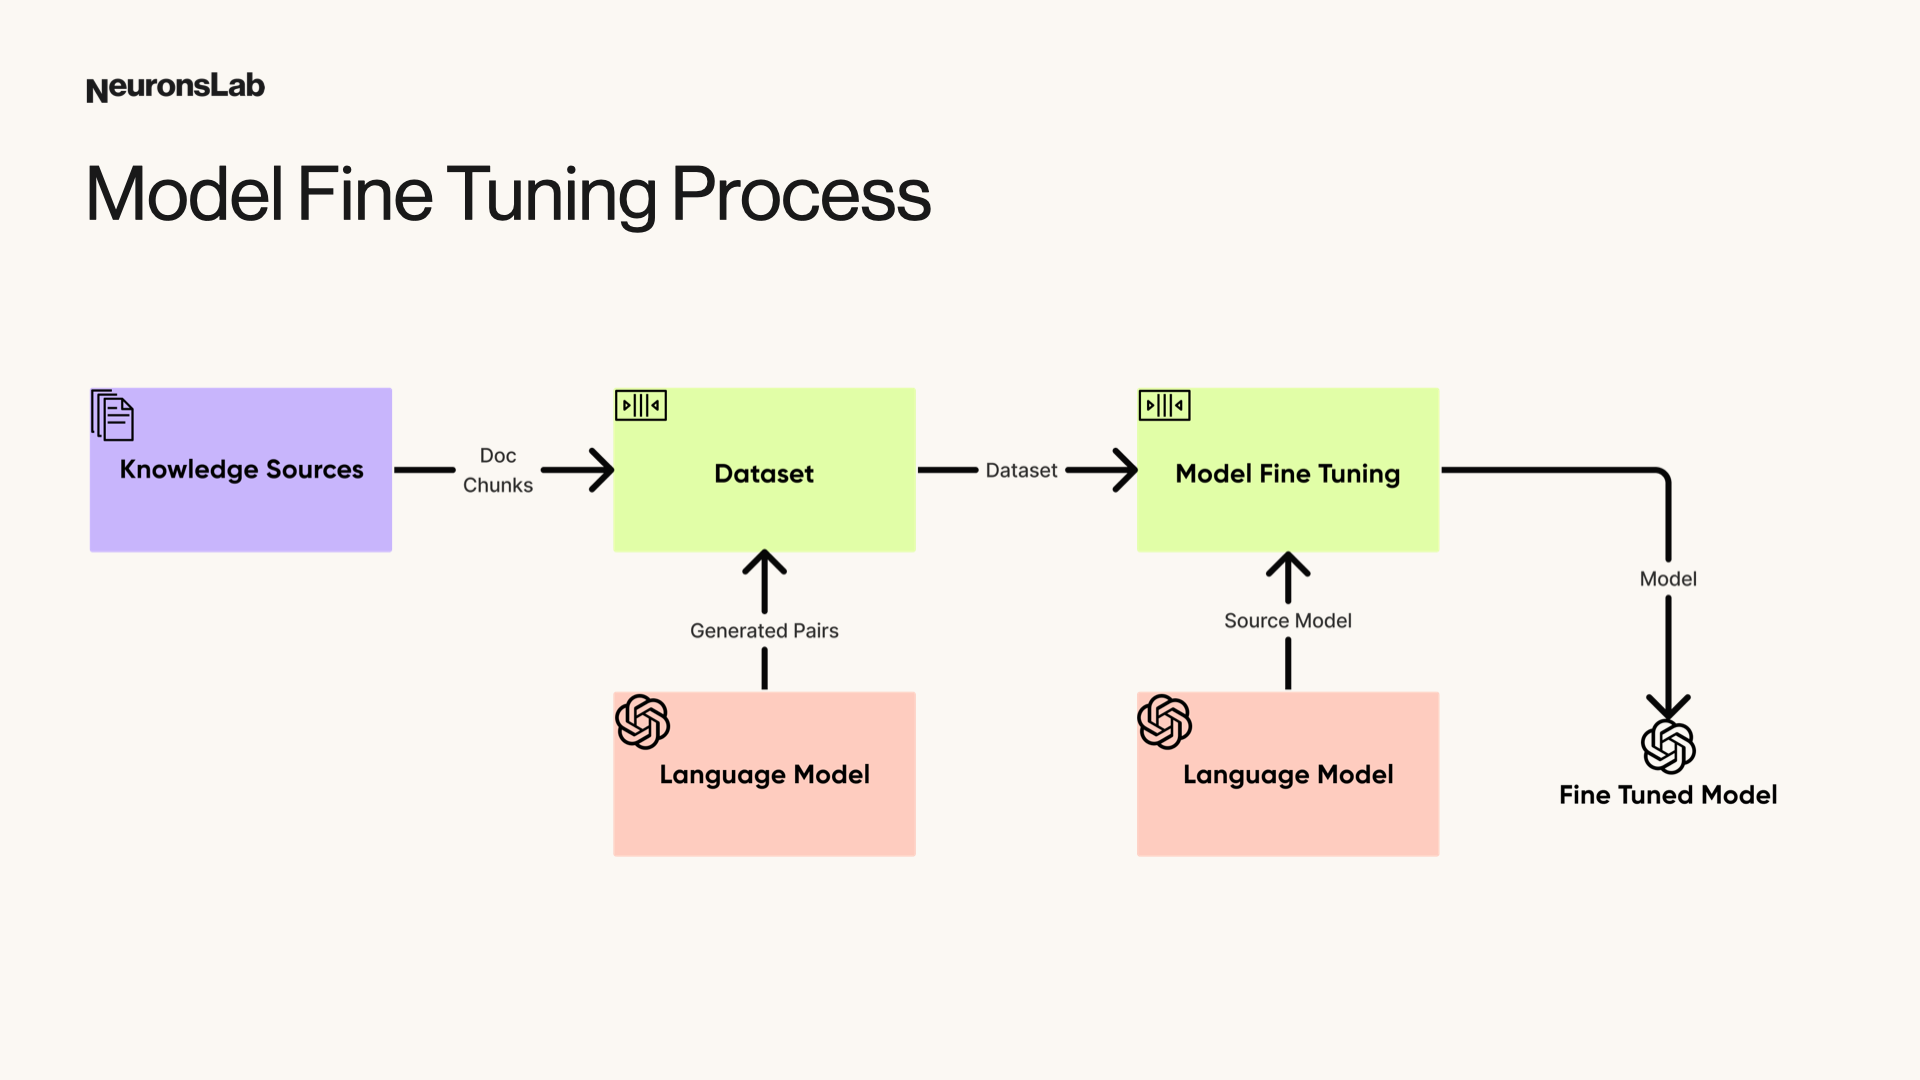 NeuronsLab
Model Fine Tuning Process
Knowledge Sources
Doc
Chunks
Dataset
Dataset
Model Fine Tuning
Generated Pairs
Source Model
Model
Language Model
Language Model
Fine Tuned Model